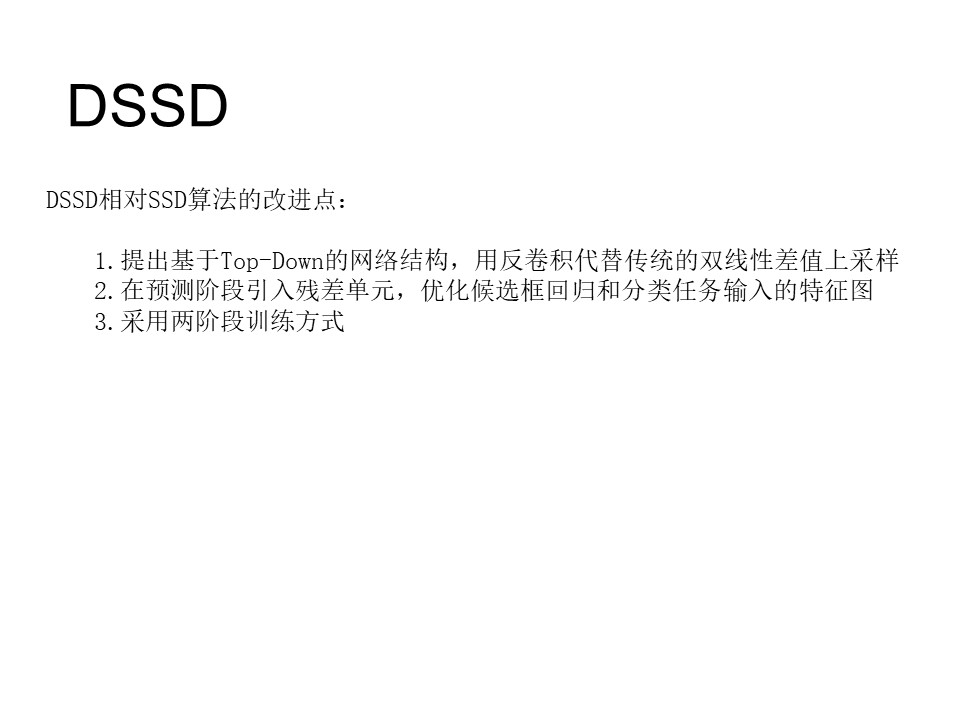 DSSD
DSSD相对SSD算法的改进点：
1.提出基于Top-Down的网络结构，用反卷积代替传统的双线性差值上采样
2.在预测阶段引入残差单元，优化候选框回归和分类任务输入的特征图
3.采用两阶段训练方式